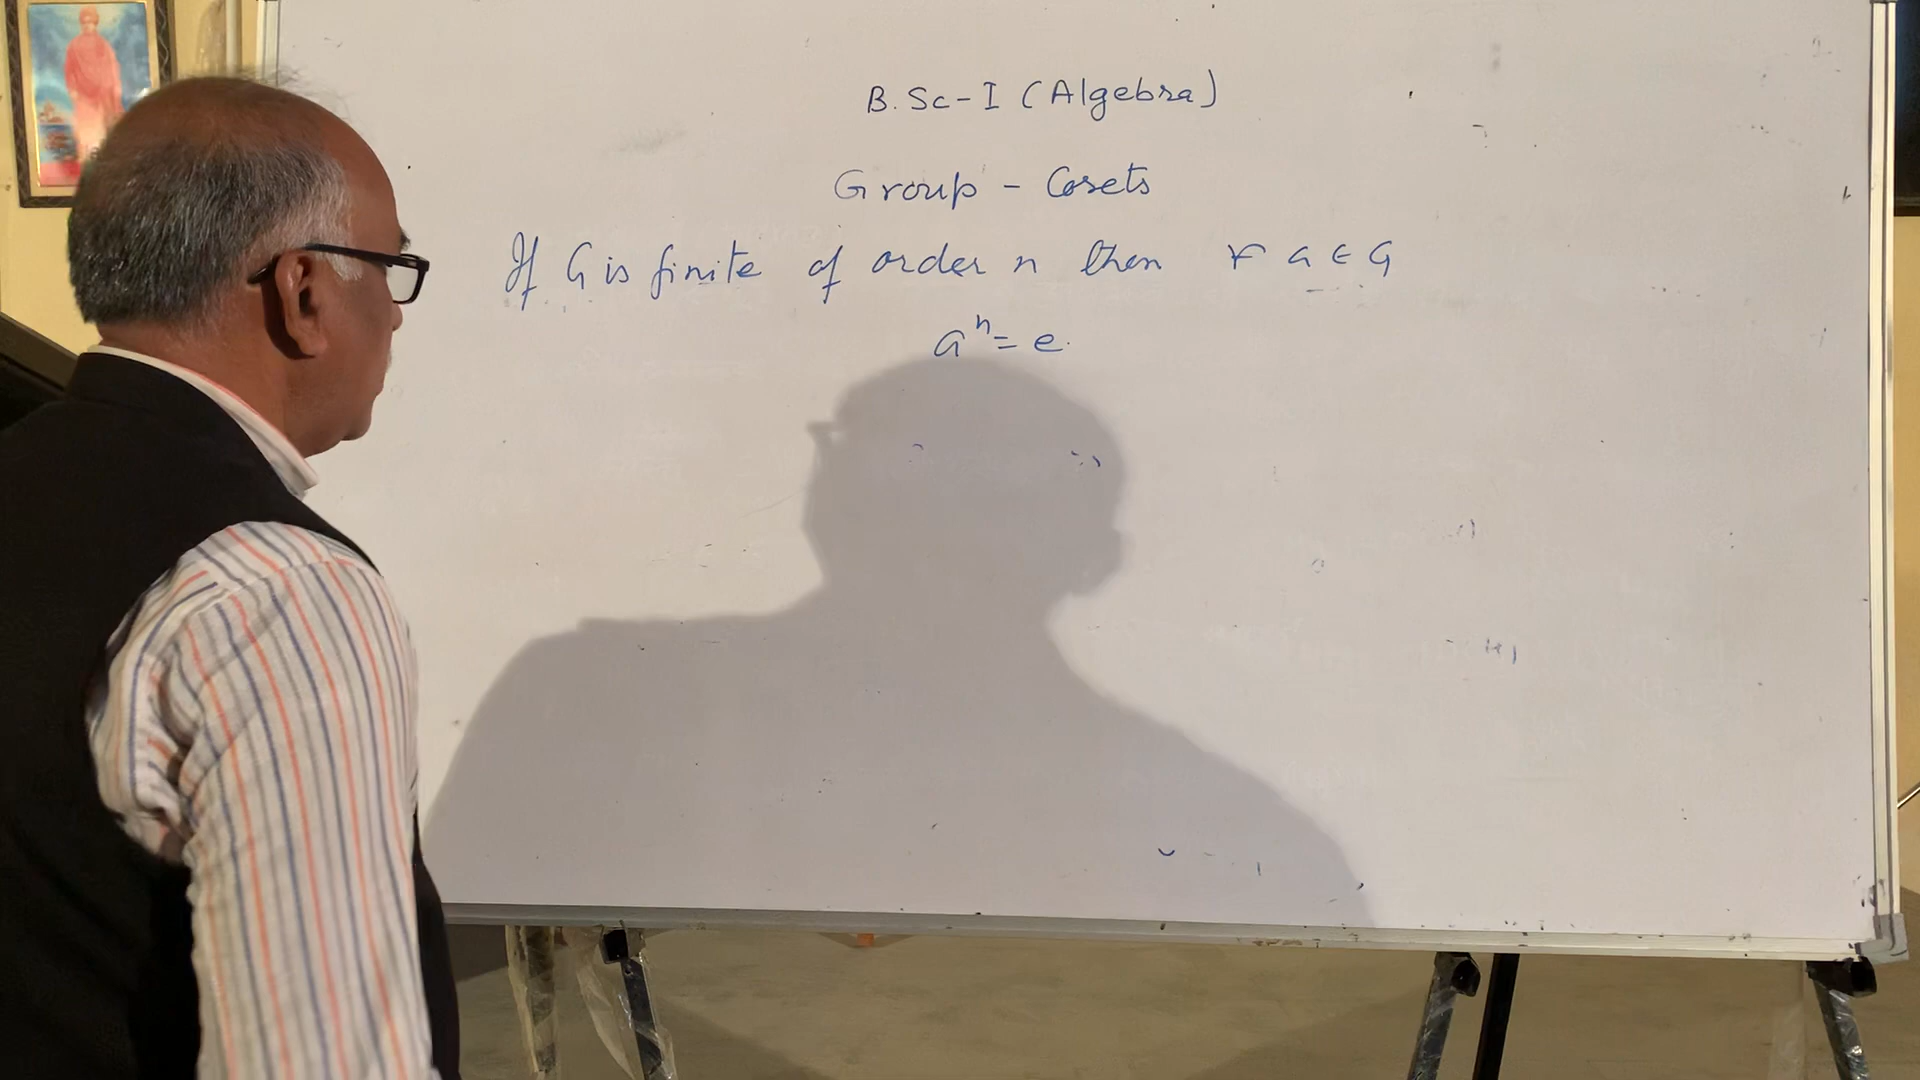 B.Sc-I (Algebra)
Group - Cosets
If G is finite of order n then ∀ a ∈ G
aⁿ = e.